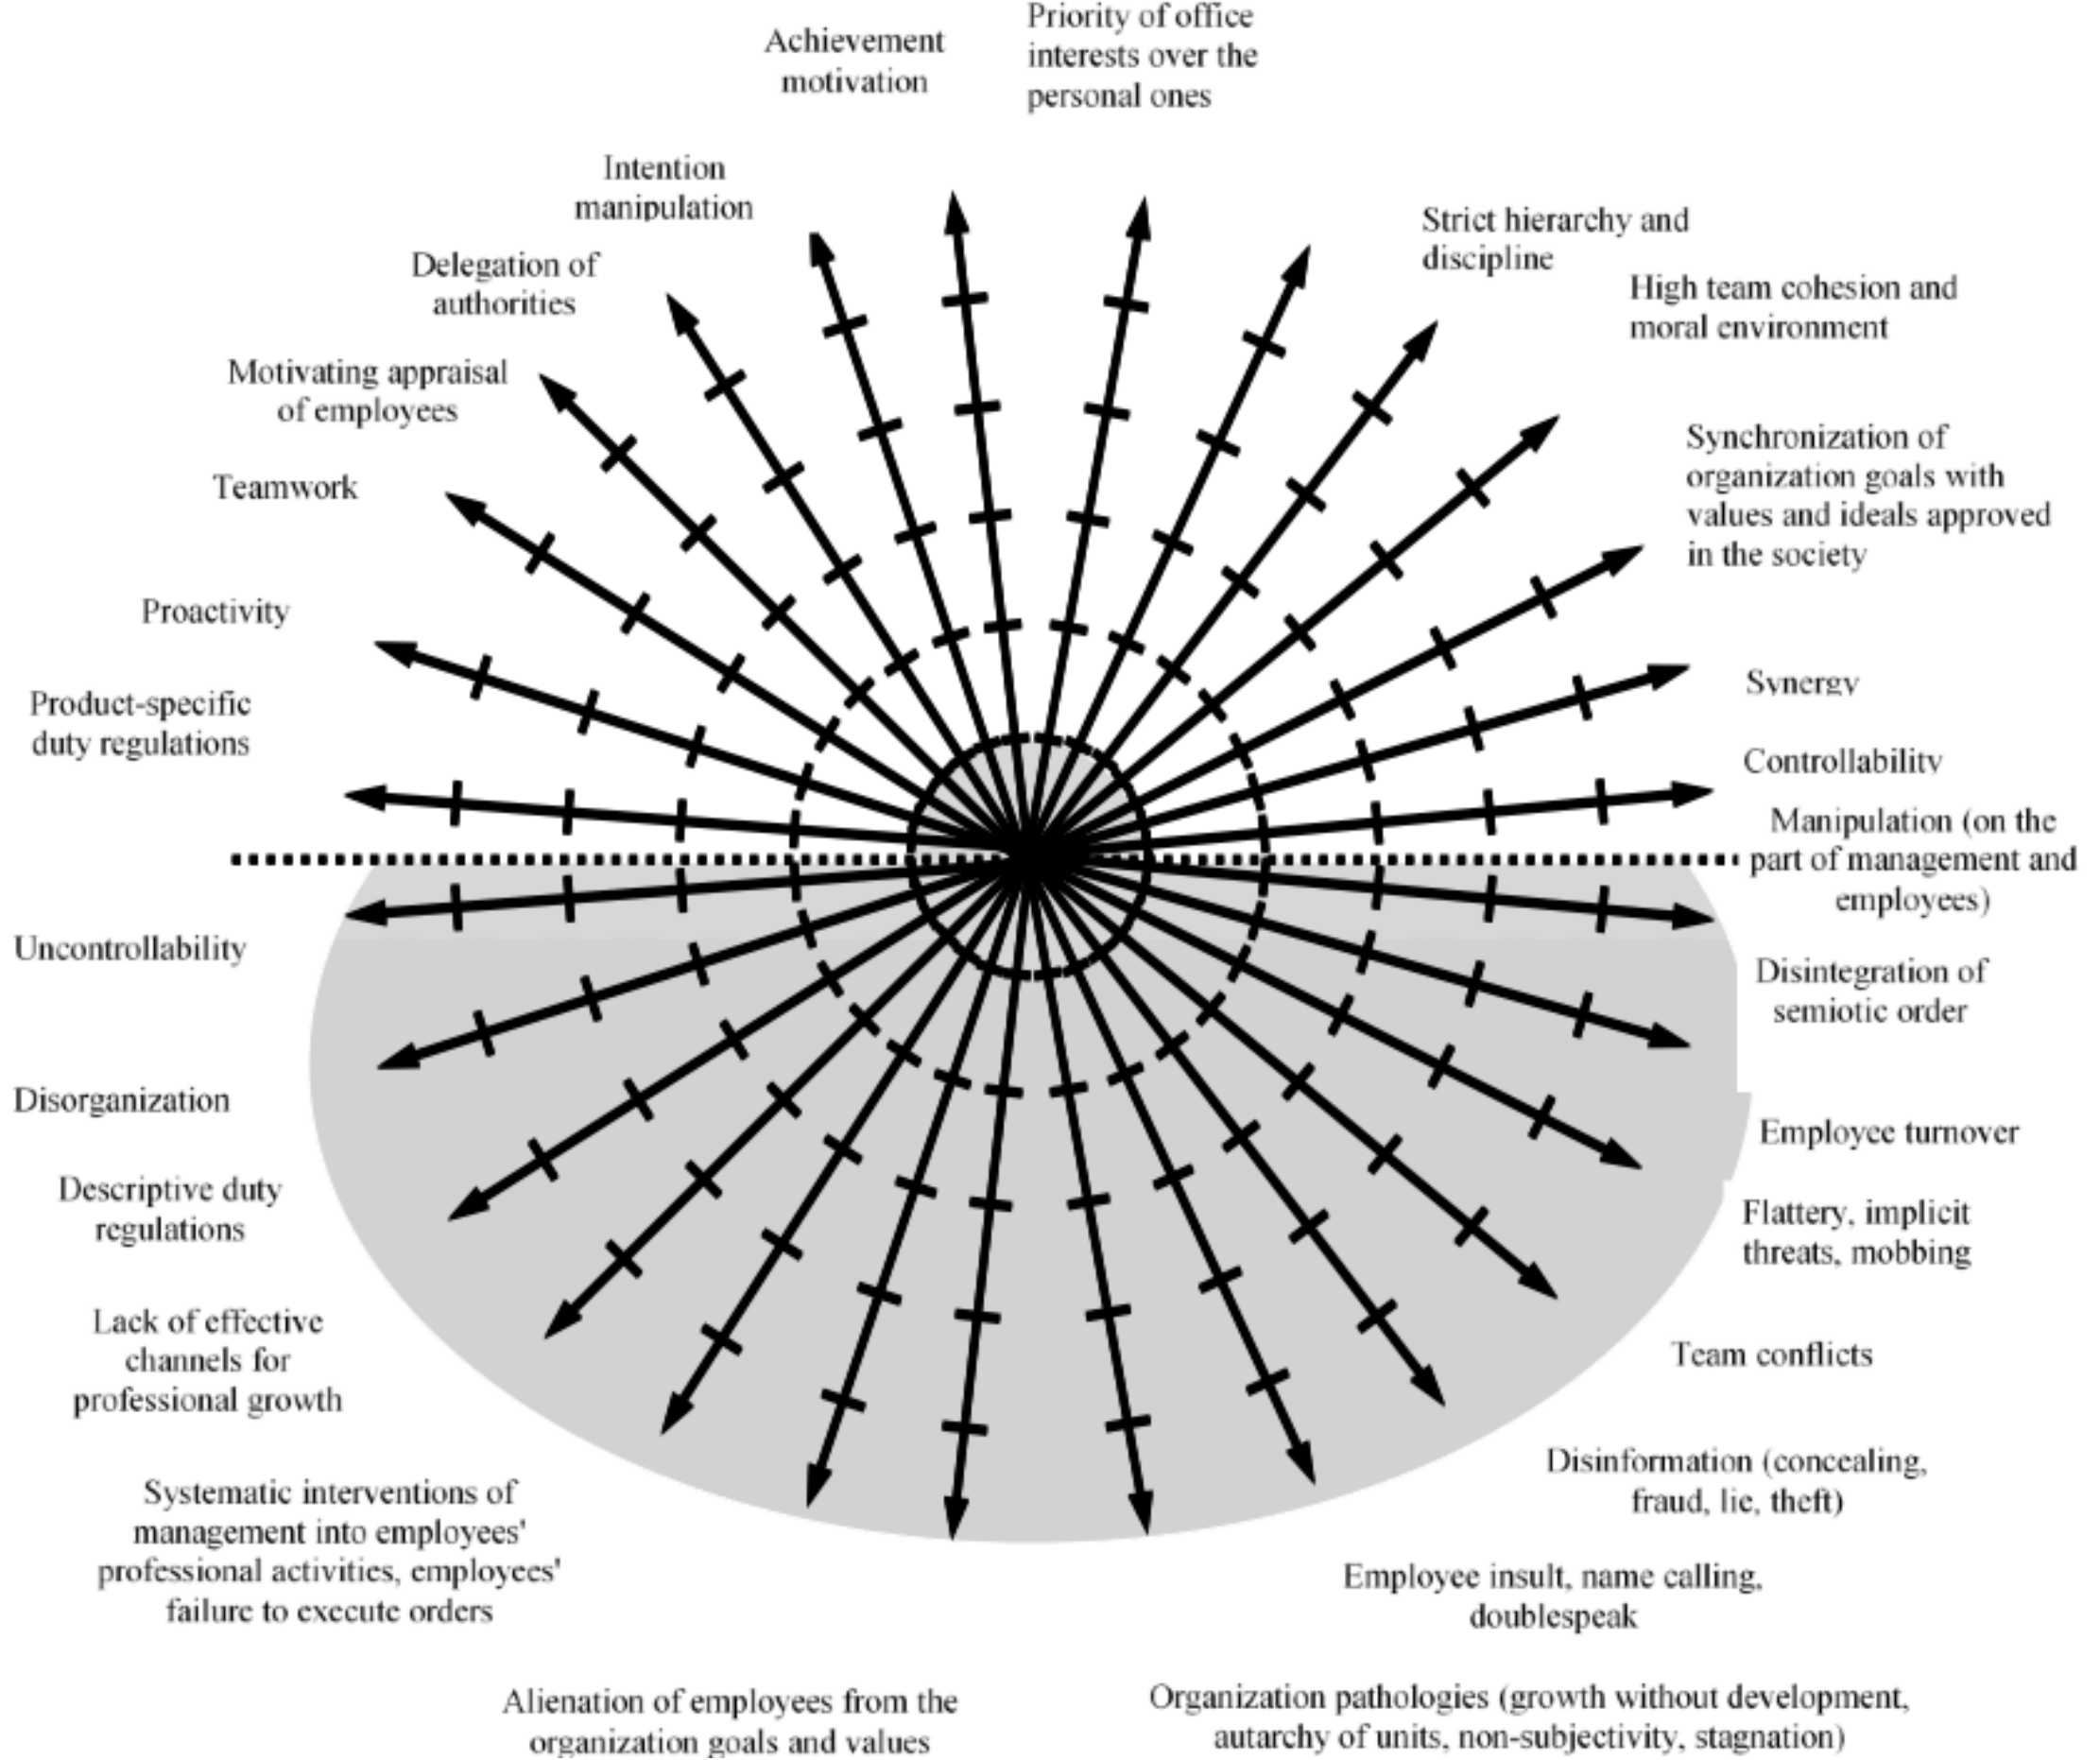 Achievement
motivation
Priority of office
interests over the
personal ones
Intention
manipulation
Strict hierarchy and
discipline
Delegation of
authorities
High team cohesion and
moral environment
Motivating appraisal
of employees
Synchronization of
organization goals with
values and ideals approved
in the society
Teamwork
Proactivity
Synergy
Product-specific
duty regulations
Controllability
Manipulation (on the
part of management and
employees)
Uncontrollability
Disintegration of
semiotic order
Disorganization
Employee turnover
Descriptive duty
regulations
Flattery, implicit
threats, mobbing
Lack of effective
channels for
professional growth
Team conflicts
Systematic interventions of
management into employees'
professional activities, employees'
failure to execute orders
Disinformation (concealing,
fraud, lie, theft)
Employee insult, name calling,
doublespeak
Alienation of employees from the
organization goals and values
Organization pathologies (growth without development,
autarchy of units, non-subjectivity, stagnation)